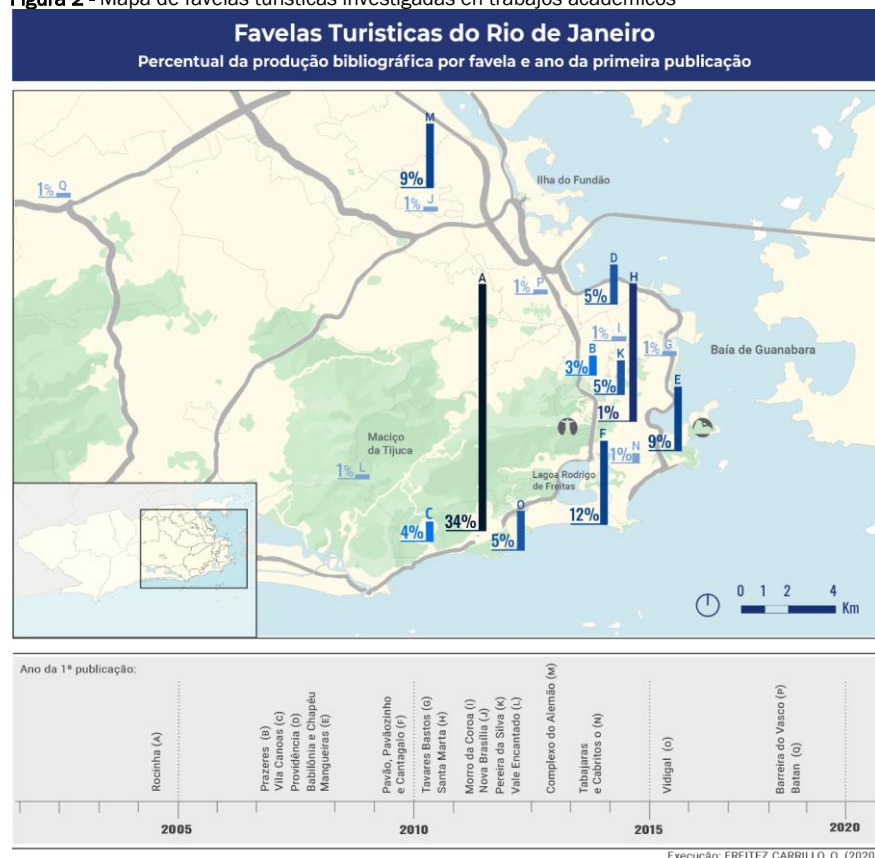 Figura 2 - Mapa de favelas turísticas investigadas en trabajos académicos
Favelas Turisticas do Rio de Janeiro
Percentual da produção bibliográfica por favela e ano da primeira publicação
M
9%
1% J
1% Q
Ilha do Fundão
A
D
H
1% P
5%
1% I
1% G
Baía de Guanabara
B
3%
K
5%
E
1%
9%
F
Maciço
da Tijuca
1% N
1% L
Lagoa Rodrigo
de Freitas
C
4%
34%
O
5%
12%
0 1 2 4
Km
Ano da 1ª publicação:
Rocinha (A)
Prazeres (B)
Vila Canoas (C)
Providência (D)
Babilônia e Chapéu
Mangueiras (E)
Pavão, Pavãozinho
e Cantagalo (F)
Tavares Bastos (G)
Santa Marta (H)
Morro da Coroa (I)
Nova Brasília (J)
Pereira da Silva (K)
Vale Encantado (L)
Complexo do Alemão (M)
Tabajaras
e Cabritos o (N)
Vidigal (O)
Barreira do Vasco (P)
Batan (Q)
2005
2010
2015
2020
Execução: FREITEZ CARRILLO, O. (2020